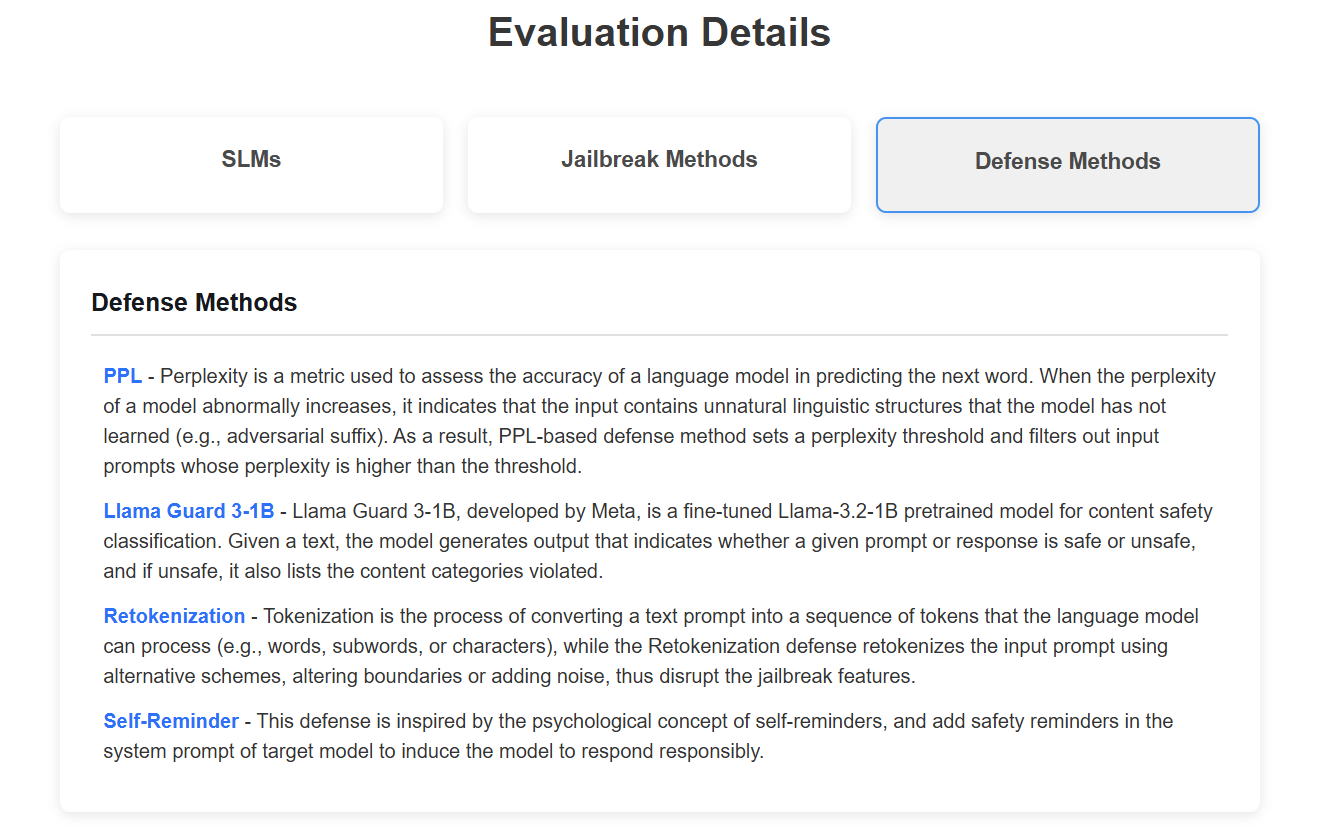 Evaluation Details
SLMs
Jailbreak Methods
Defense Methods
Defense Methods
PPL - Perplexity is a metric used to assess the accuracy of a language model in predicting the next word. When the perplexity
of a model abnormally increases, it indicates that the input contains unnatural linguistic structures that the model has not
learned (e.g., adversarial suffix). As a result, PPL-based defense method sets a perplexity threshold and filters out input
prompts whose perplexity is higher than the threshold.
Llama Guard 3-1B - Llama Guard 3-1B, developed by Meta, is a fine-tuned Llama-3.2-1B pretrained model for content safety
classification. Given a text, the model generates output that indicates whether a given prompt or response is safe or unsafe,
and if unsafe, it also lists the content categories violated.
Retokenization - Tokenization is the process of converting a text prompt into a sequence of tokens that the language model
can process (e.g., words, subwords, or characters), while the Retokenization defense retokenizes the input prompt using
alternative schemes, altering boundaries or adding noise, thus disrupt the jailbreak features.
Self-Reminder - This defense is inspired by the psychological concept of self-reminders, and add safety reminders in the
system prompt of target model to induce the model to respond responsibly.